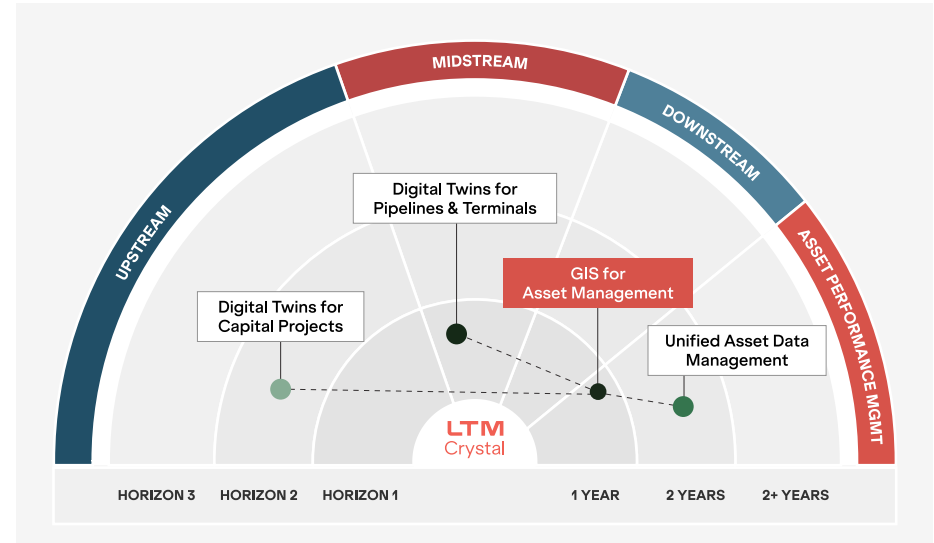 MIDSTREAM
DOWNSTREAM
UPSTREAM
ASSET PERFORMANCE MGMT
Digital Twins for
Pipelines & Terminals
GIS for
Asset Management
Digital Twins for
Capital Projects
Unified Asset Data
Management
LTM
Crystal
HORIZON 3 HORIZON 2 HORIZON 1 1 YEAR 2 YEARS 2+ YEARS